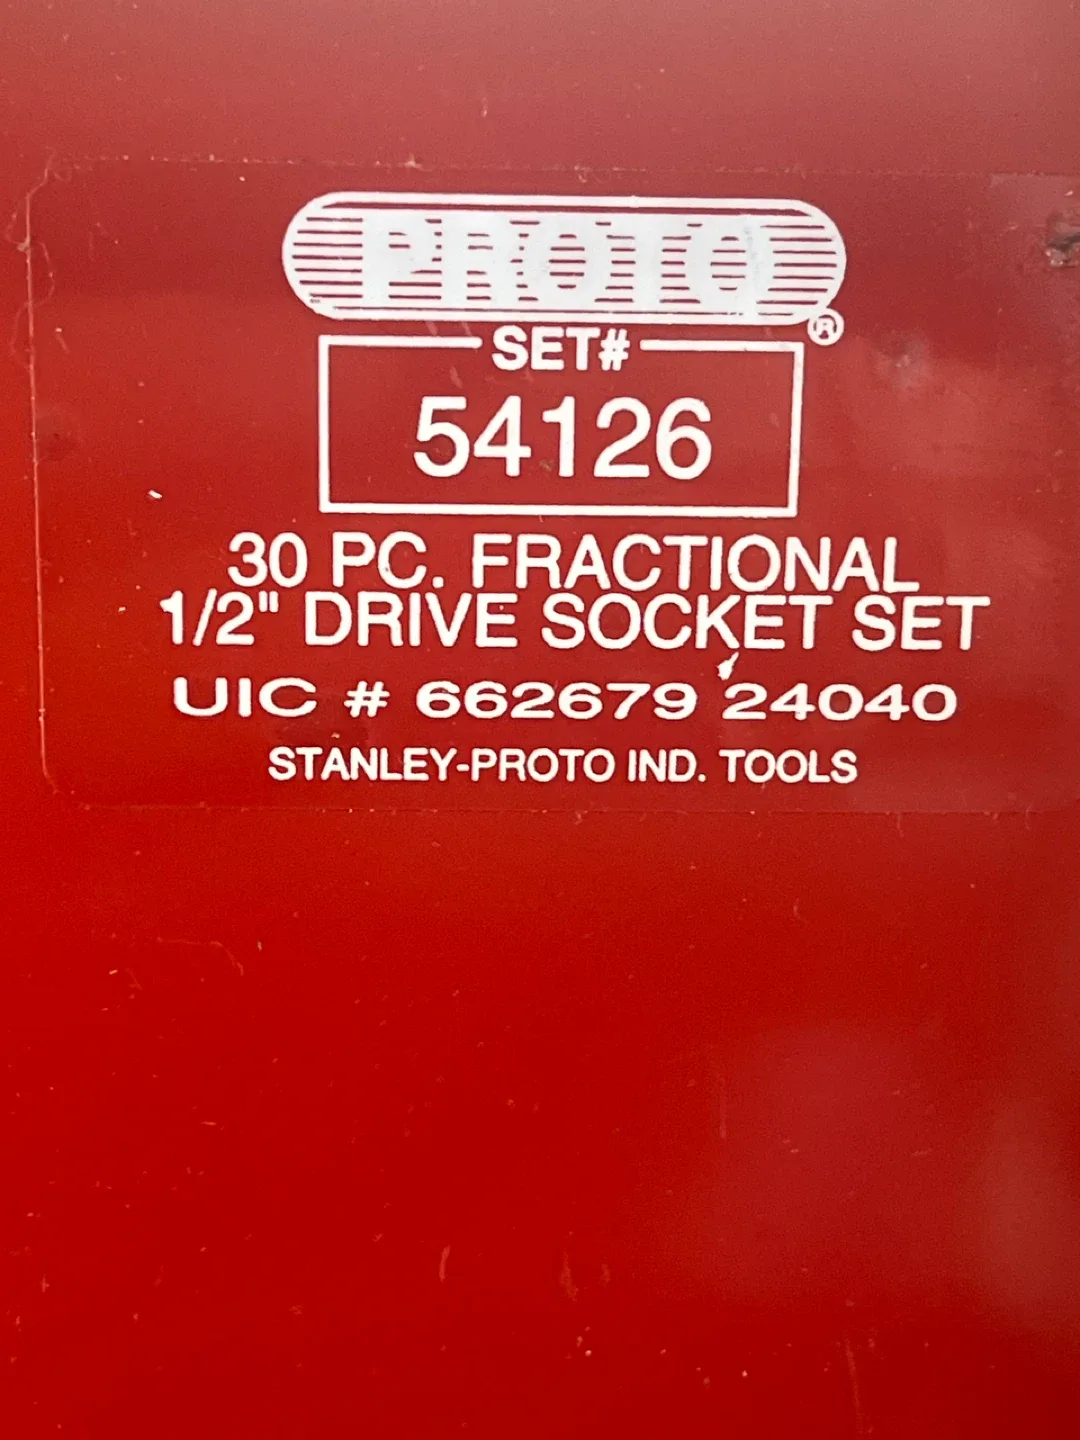 PROTO®
SET#
54126
30 PC. FRACTIONAL
1/2" DRIVE SOCKET SET
UIC # 662679 24040
STANLEY-PROTO IND. TOOLS